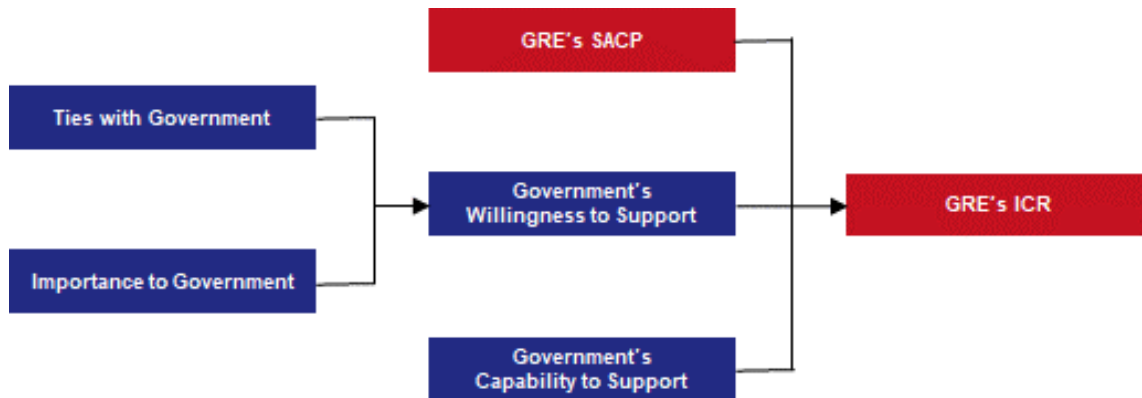 GRE's SACP
Ties with Government
Government's
Willingness to Support
GRE's ICR
Importance to Government
Government's
Capability to Support